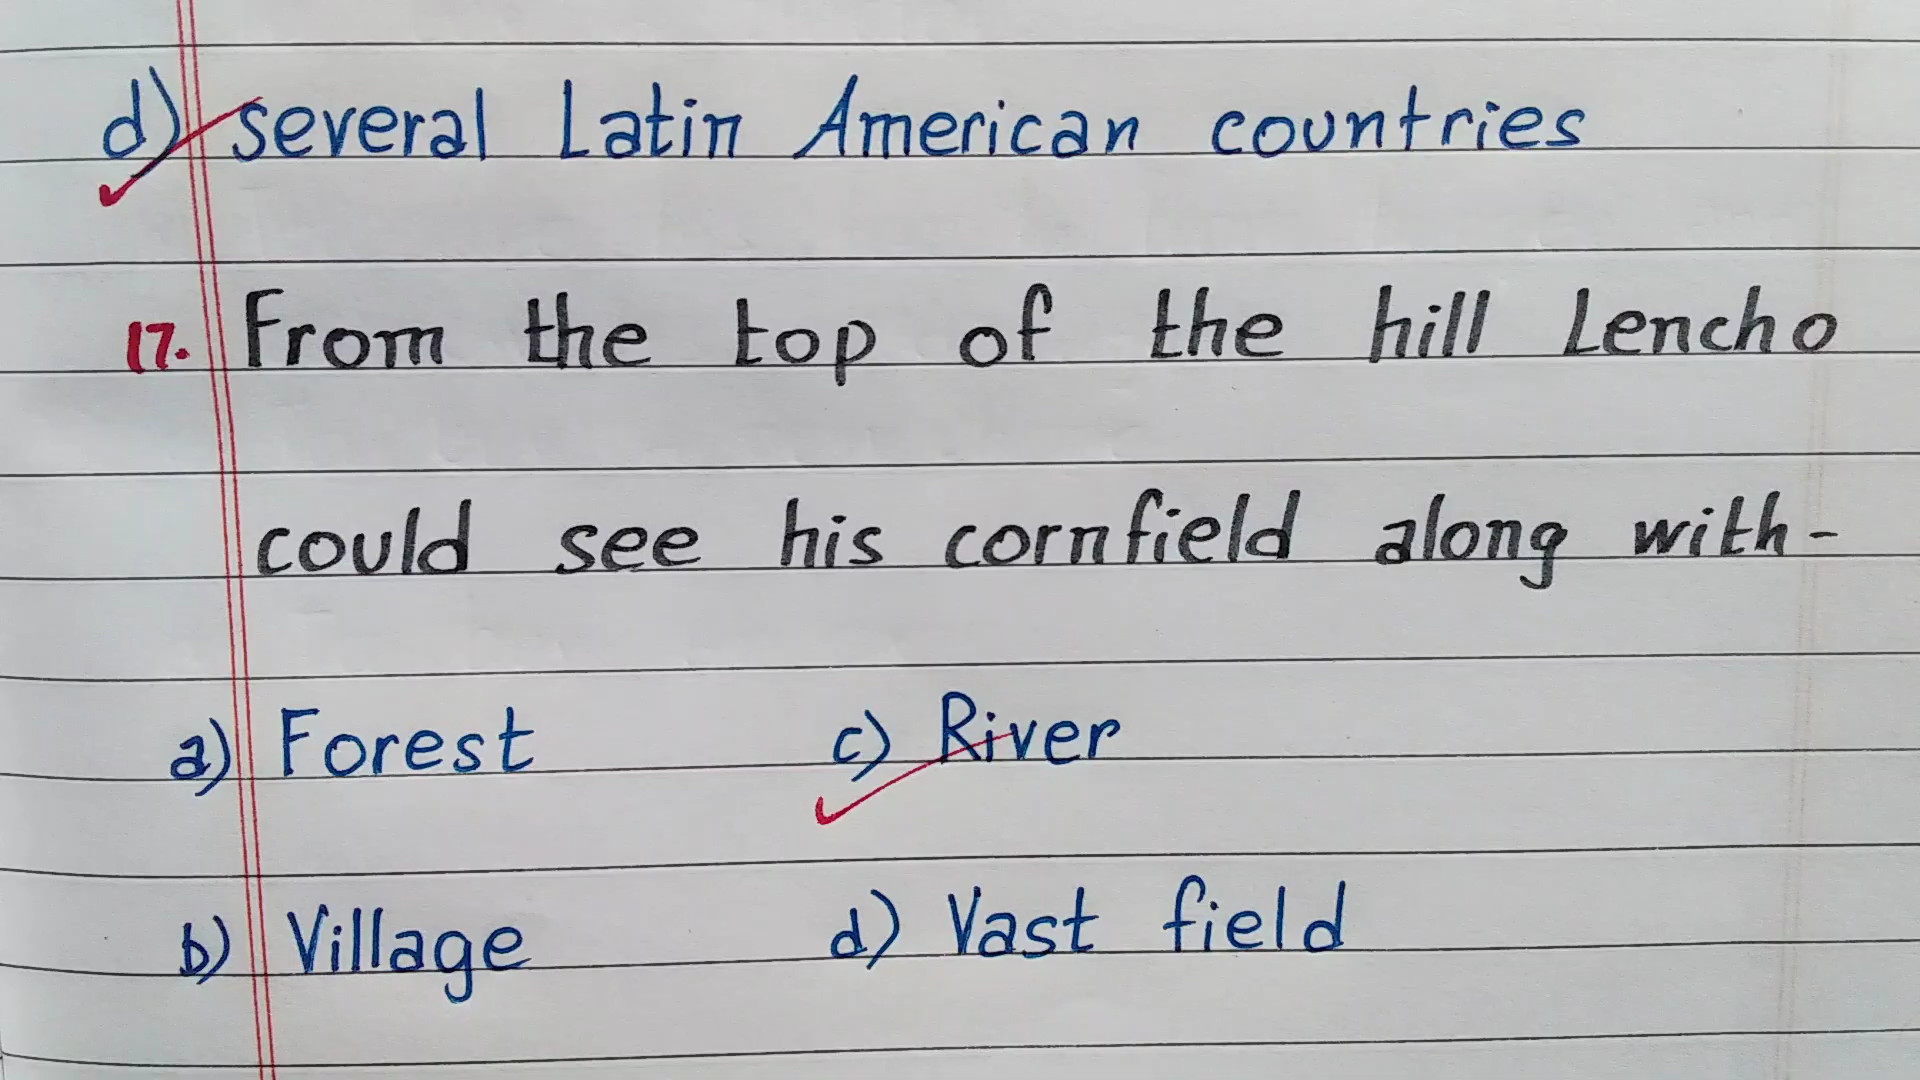 d) several Latin American countries
17. From the top of the hill Lencho
could see his cornfield along with-
a) Forest c) River
b) Village d) Vast field